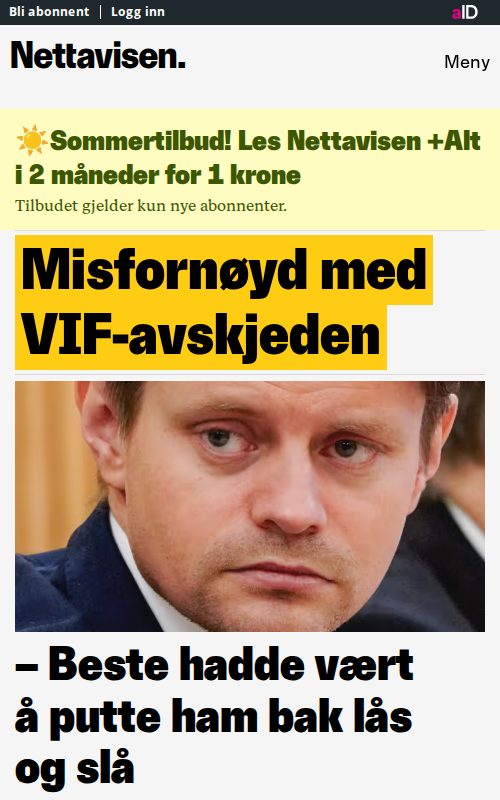 Bli abonnent | Logg inn
aID
Nettavisen.
Meny
☀️Sommertilbud! Les Nettavisen +Alt
i 2 måneder for 1 krone
Tilbudet gjelder kun nye abonnenter.
Misfornøyd med
VIF-avskjeden
– Beste hadde vært
å putte ham bak lås
og slå